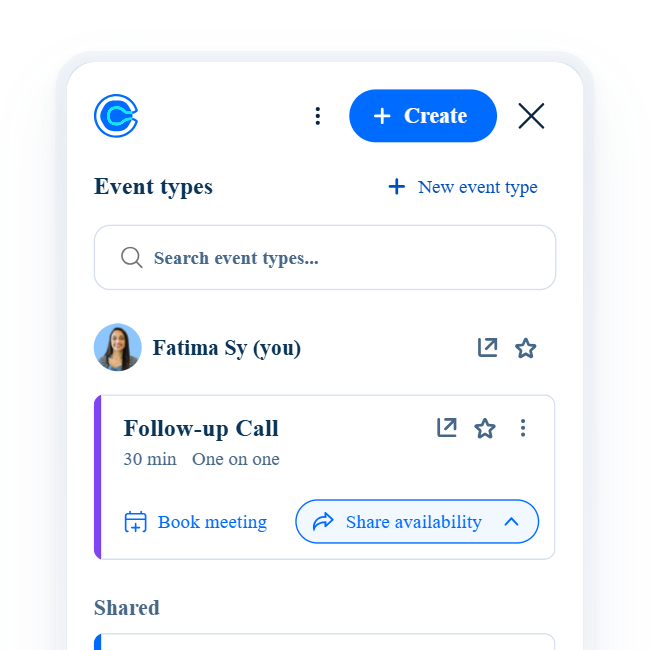 Create
Event types
New event type
Search event types...
Fatima Sy (you)
Follow-up Call
30 min One on one
Book meeting
Share availability
Shared